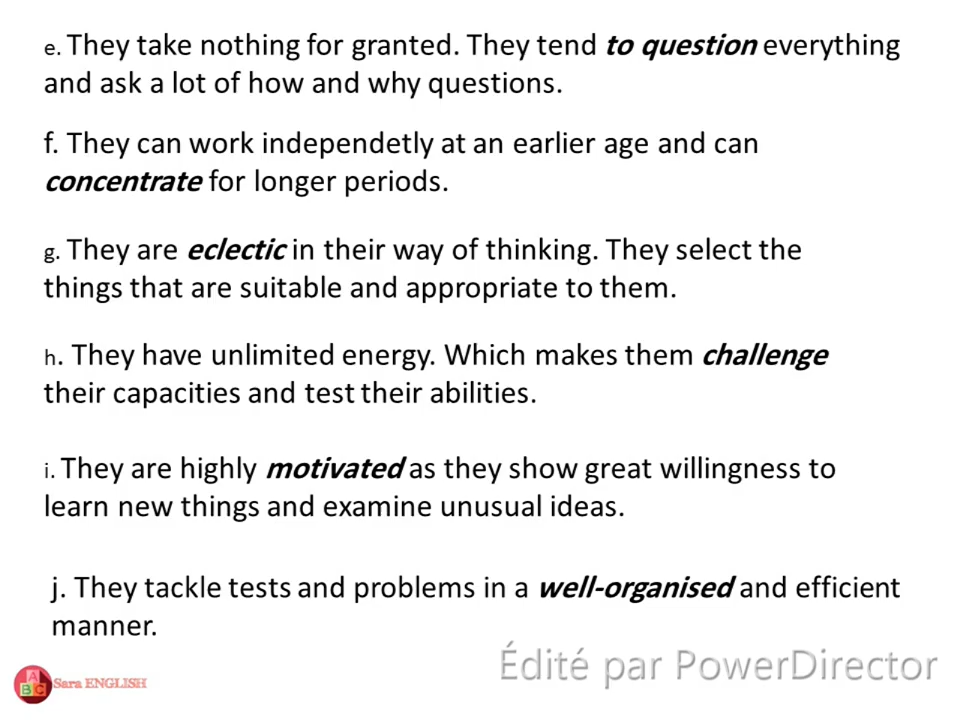 e. They take nothing for granted. They tend to question everything
and ask a lot of how and why questions.
f. They can work independetly at an earlier age and can
concentrate for longer periods.
g. They are eclectic in their way of thinking. They select the
things that are suitable and appropriate to them.
h. They have unlimited energy. Which makes them challenge
their capacities and test their abilities.
i. They are highly motivated as they show great willingness to
learn new things and examine unusual ideas.
j. They tackle tests and problems in a well-organised and efficient
manner.
A
B C
Sara ENGLISH
Édité par PowerDirector